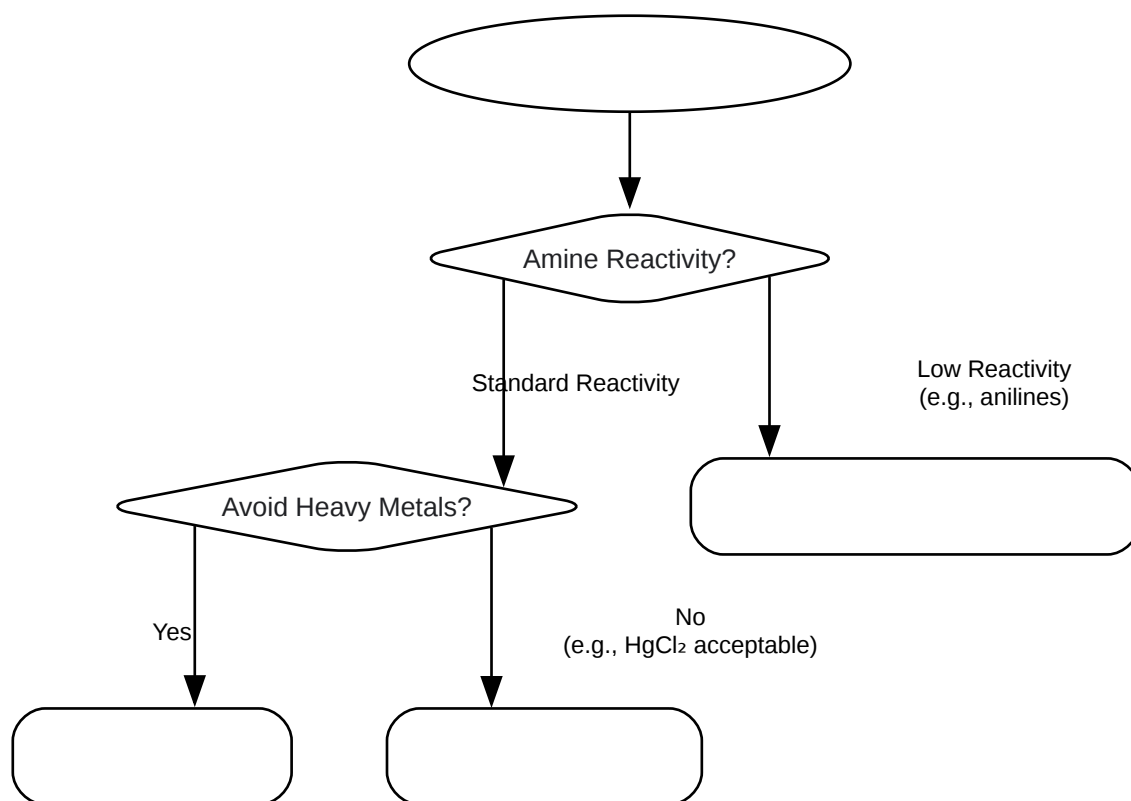 Amine Reactivity?
Standard Reactivity
Low Reactivity
(e.g., anilines)
Avoid Heavy Metals?
Yes
No
(e.g., HgCl₂ acceptable)